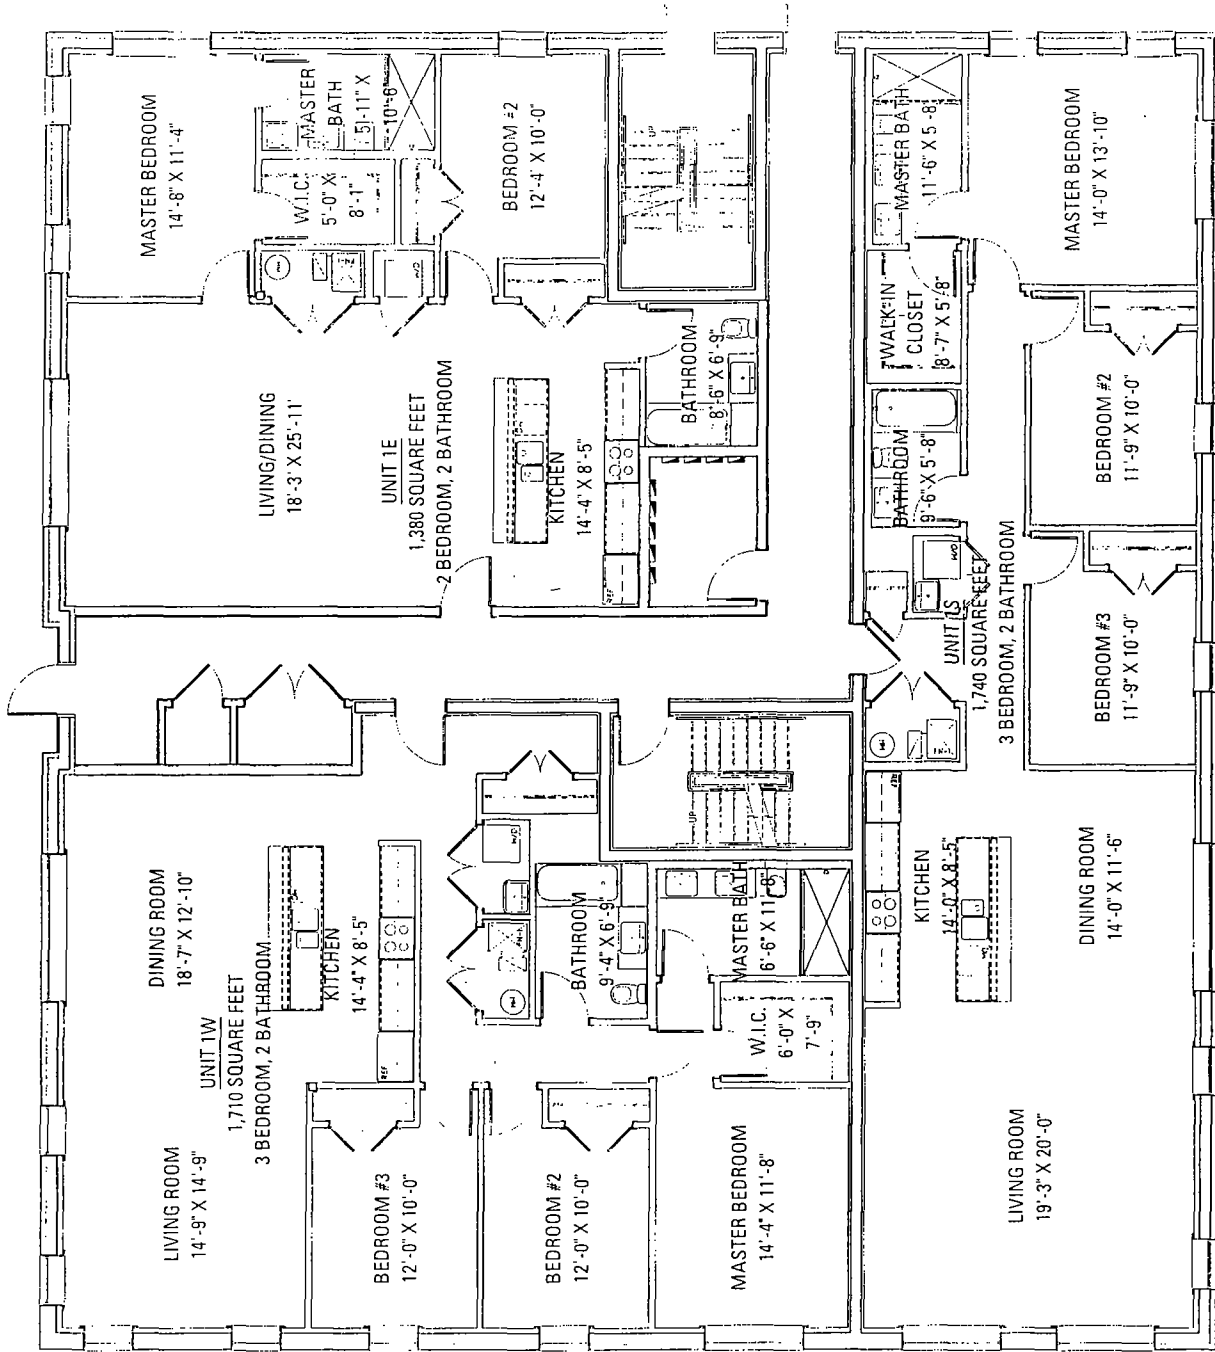 MASTER BEDROOM
14'-8" X 11'-4"
MASTER
BATH
5'-11" X
10'-6"
W.I.C.
5'-0" X
8'-1"
BEDROOM #2
12'-4" X 10'-0"
WH
W/D
LIVING/DINING
18'-3' X 25'-11'
UNIT 1E
1,380 SQUARE FEET
2 BEDROOM, 2 BATHROOM
KITCHEN
14'-4" X 8'-5"
REF
BATHROOM
8'-6" X 6'-9"
MASTER BATH
11'-6" X 5'-8"
MASTER BEDROOM
14'-0" X 13'-10"
WALK-IN
CLOSET
8'-7" X 5'-8"
BATHROOM
9'-6" X 5'-8"
BEDROOM #2
11'-9" X 10'-0"
W/D
UNIT 1S
1,740 SQUARE FEET
3 BEDROOM, 2 BATHROOM
BEDROOM #3
11'-9" X 10'-0"
WH
REF
KITCHEN
14'-0" X 8'-5"
DINING ROOM
14'-0" X 11'-6"
LIVING ROOM
19'-3" X 20'-0"
DINING ROOM
18'-7" X 12'-10"
UNIT 1W
1,710 SQUARE FEET
3 BEDROOM, 2 BATHROOM
KITCHEN
14'-4" X 8'-5"
REF
LIVING ROOM
14'-9" X 14'-9"
W/D
WH
UP
BATHROOM
9'-4" X 6'-9"
MASTER BATH
6'-6" X 11'-8"
W.I.C.
6'-0" X
7'-9"
BEDROOM #3
12'-0" X 10'-0"
BEDROOM #2
12'-0" X 10'-0"
MASTER BEDROOM
14'-4" X 11'-8"